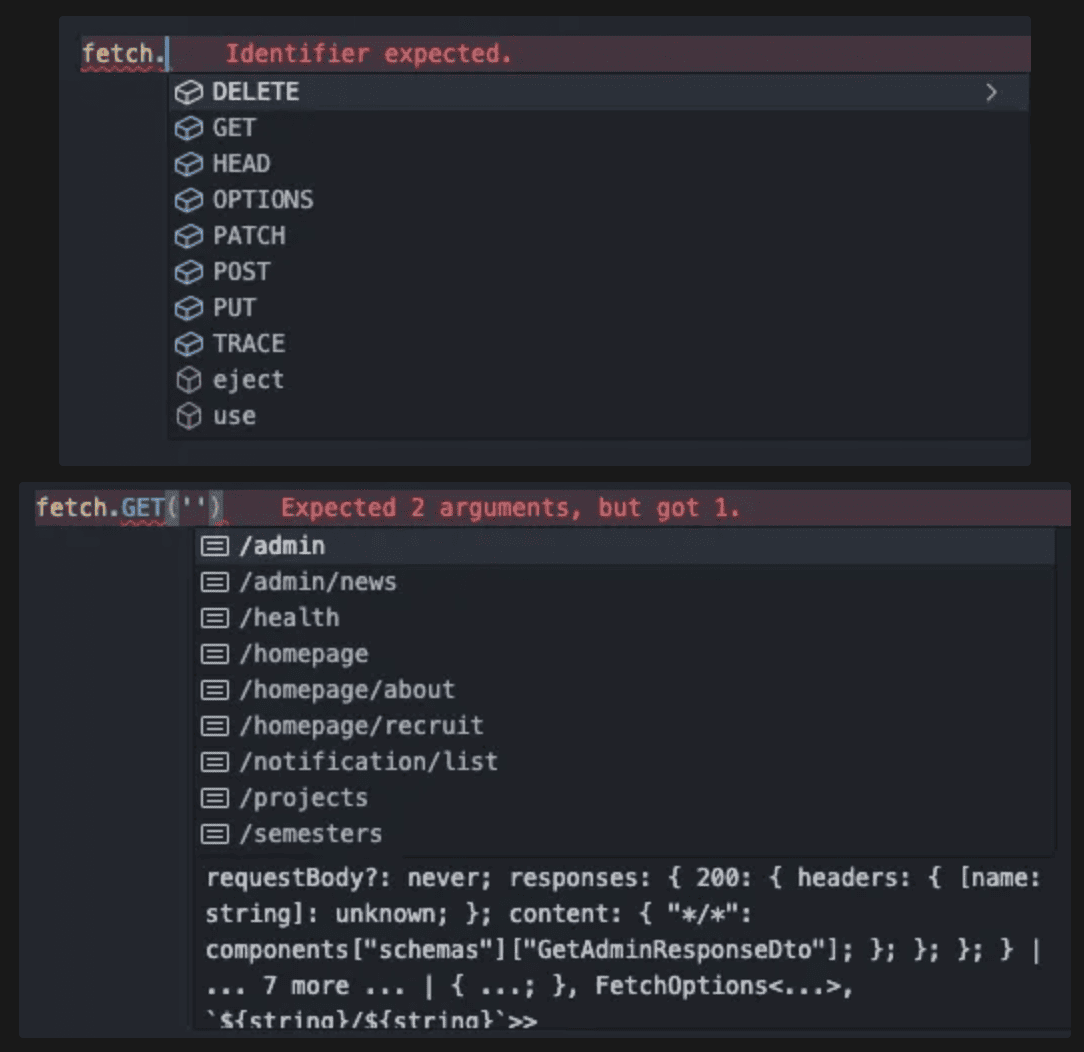 fetch. Identifier expected.
DELETE
GET
HEAD
OPTIONS
PATCH
POST
PUT
TRACE
eject
use
fetch.GET('') Expected 2 arguments, but got 1.
/admin
/admin/news
/health
/homepage
/homepage/about
/homepage/recruit
/notification/list
/projects
/semesters
requestBody?: never; responses: { 200: { headers: { [name:
string]: unknown; }; content: { "*/*":
components["schemas"]["GetAdminResponseDto"]; }; }; }; } |
... 7 more ... | { ...; }, FetchOptions<...>,
`${string}/${string}`>>